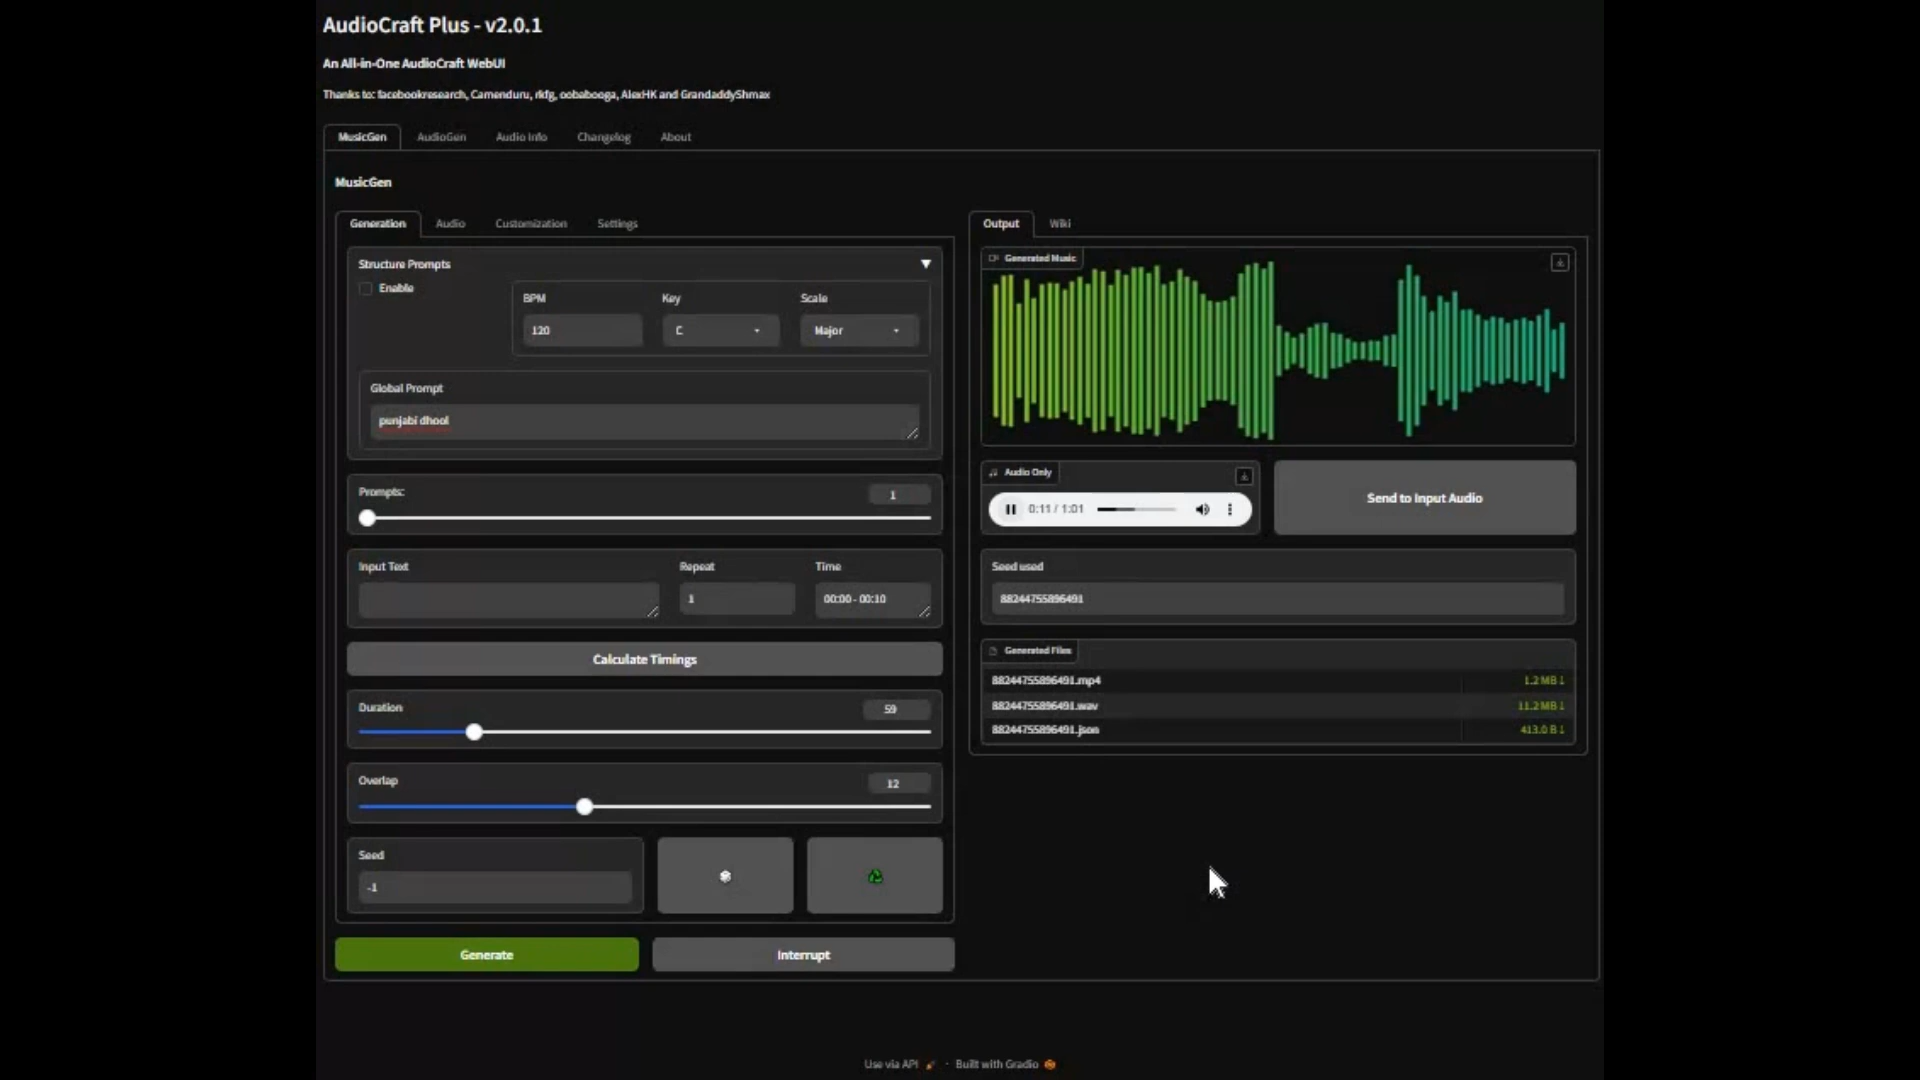 AudioCraft Plus - v2.0.1
An All-in-One AudioCraft WebUI
Thanks to: facebookresearch, Camenduru, rkfg, oobabooga, AlexHK and GrandaddyShmax
MusicGen AudioGen Audio Info Changelog About
MusicGen
Generation Audio Customization Settings
Structure Prompts
Enable
BPM Key Scale
120 C Major
Global Prompt
punjabi dhool
Prompts: 1
Input Text Repeat Time
1 00:00 - 00:10
Calculate Timings
Duration 59
Overlap 12
Seed
-1
Generate Interrupt
Output Wiki
Generated Music
Audio Only
0:11 / 1:01
Send to Input Audio
Seed used
88244755896491
Generated Files
88244755896491.mp4 1.2 MB ↓
88244755896491.wav 11.2 MB ↓
88244755896491.json 413.0 B ↓
Use via API · Built with Gradio